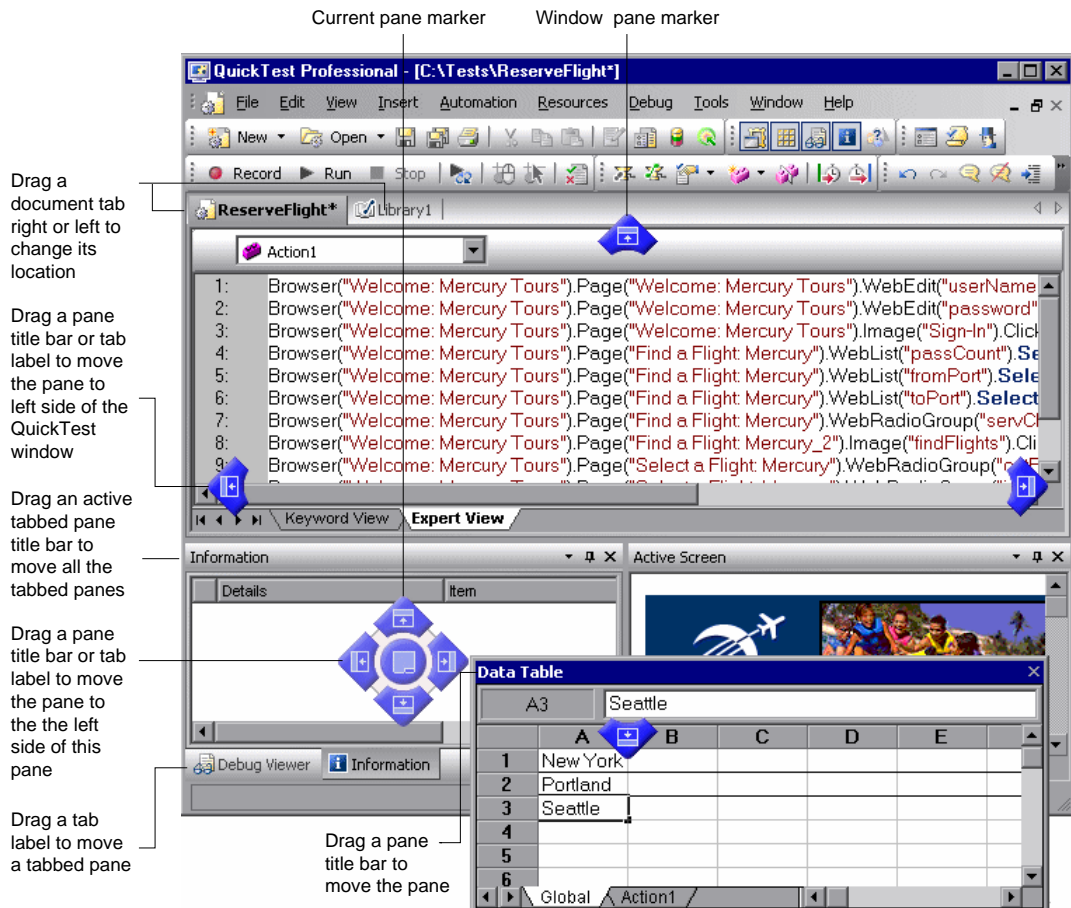 Current pane marker
Window pane marker
QuickTest Professional - [C:\Tests\ReserveFlight*]
File Edit View Insert Automation Resources Debug Tools Window Help
New Open
Record Run Stop
ReserveFlight* Library1
Action1
1: Browser("Welcome: Mercury Tours").Page("Welcome: Mercury Tours").WebEdit("userName
2: Browser("Welcome: Mercury Tours").Page("Welcome: Mercury Tours").WebEdit("password"
3: Browser("Welcome: Mercury Tours").Page("Welcome: Mercury Tours").Image("Sign-In").Click
4: Browser("Welcome: Mercury Tours").Page("Find a Flight: Mercury").WebList("passCount").Se
5: Browser("Welcome: Mercury Tours").Page("Find a Flight: Mercury").WebList("fromPort").Sele
6: Browser("Welcome: Mercury Tours").Page("Find a Flight: Mercury").WebList("toPort").Select
7: Browser("Welcome: Mercury Tours").Page("Find a Flight: Mercury").WebRadioGroup("servCl
8: Browser("Welcome: Mercury Tours").Page("Find a Flight: Mercury_2").Image("findFlights").Cli
9: Browser("Welcome: Mercury Tours").Page("Select a Flight: Mercury").WebRadioGroup(
Keyword View Expert View
Information
Details Item
Debug Viewer Information
Active Screen
Data Table
A3 Seattle
A B C D E
1 New York
2 Portland
3 Seattle
4
5
6
Global Action1
Drag a
document tab
right or left to
change its
location
Drag a pane
title bar or tab
label to move
the pane to
left side of the
QuickTest
window
Drag an active
tabbed pane
title bar to
move all the
tabbed panes
Drag a pane
title bar or tab
label to move
the pane to
the the left
side of this
pane
Drag a tab
label to move
a tabbed pane
Drag a pane
title bar to
move the pane